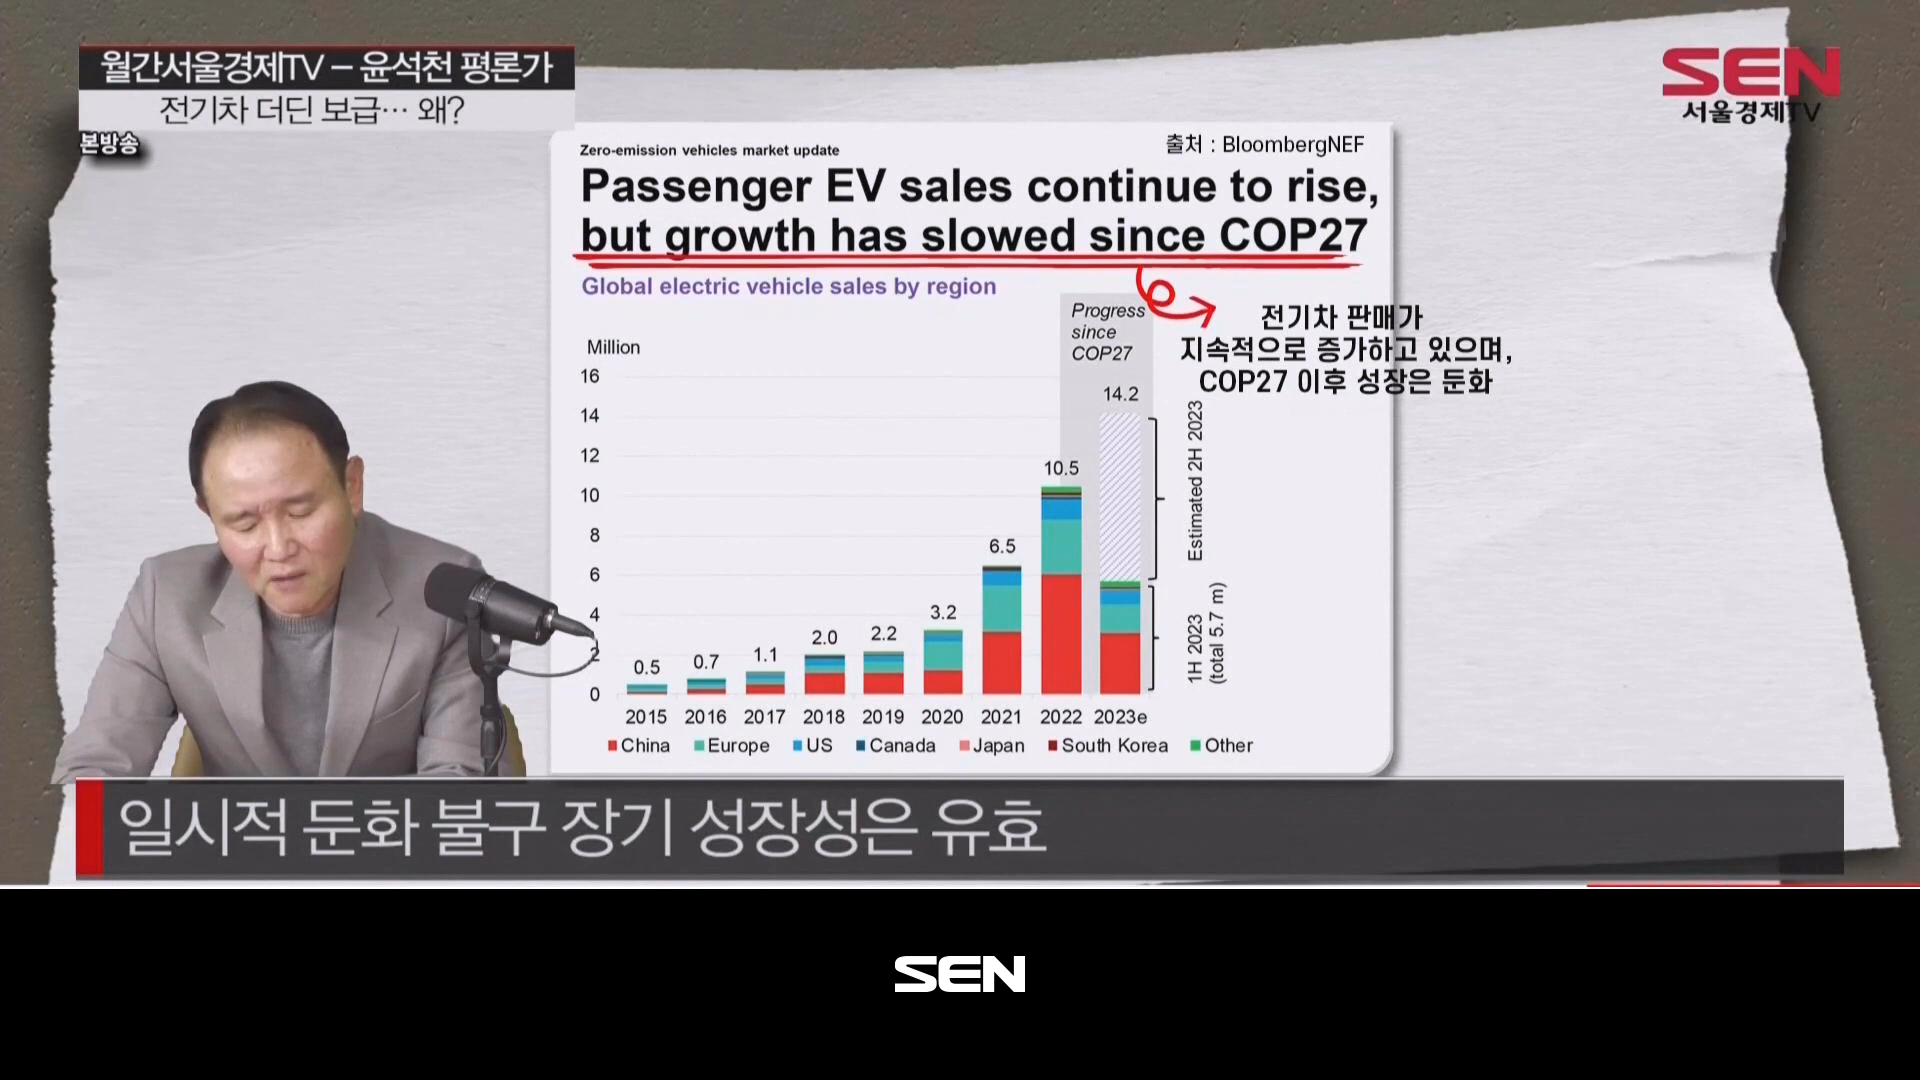 월간서울경제TV – 윤석천 평론가
전기차 더딘 보급… 왜?
본방송
SEN
서울경제TV
Zero-emission vehicles market update
출처 : BloombergNEF
Passenger EV sales continue to rise,
but growth has slowed since COP27
Global electric vehicle sales by region
전기차 판매가
지속적으로 증가하고 있으며,
COP27 이후 성장은 둔화
Progress
since
COP27
Million
16
14
12
10
8
6
4
2
0
0.5
0.7
1.1
2.0
2.2
3.2
6.5
10.5
14.2
Estimated 2H 2023
1H 2023
(total 5.7 m)
2015 2016 2017 2018 2019 2020 2021 2022 2023e
China Europe US Canada Japan South Korea Other
일시적 둔화 불구 장기 성장성은 유효
SEN